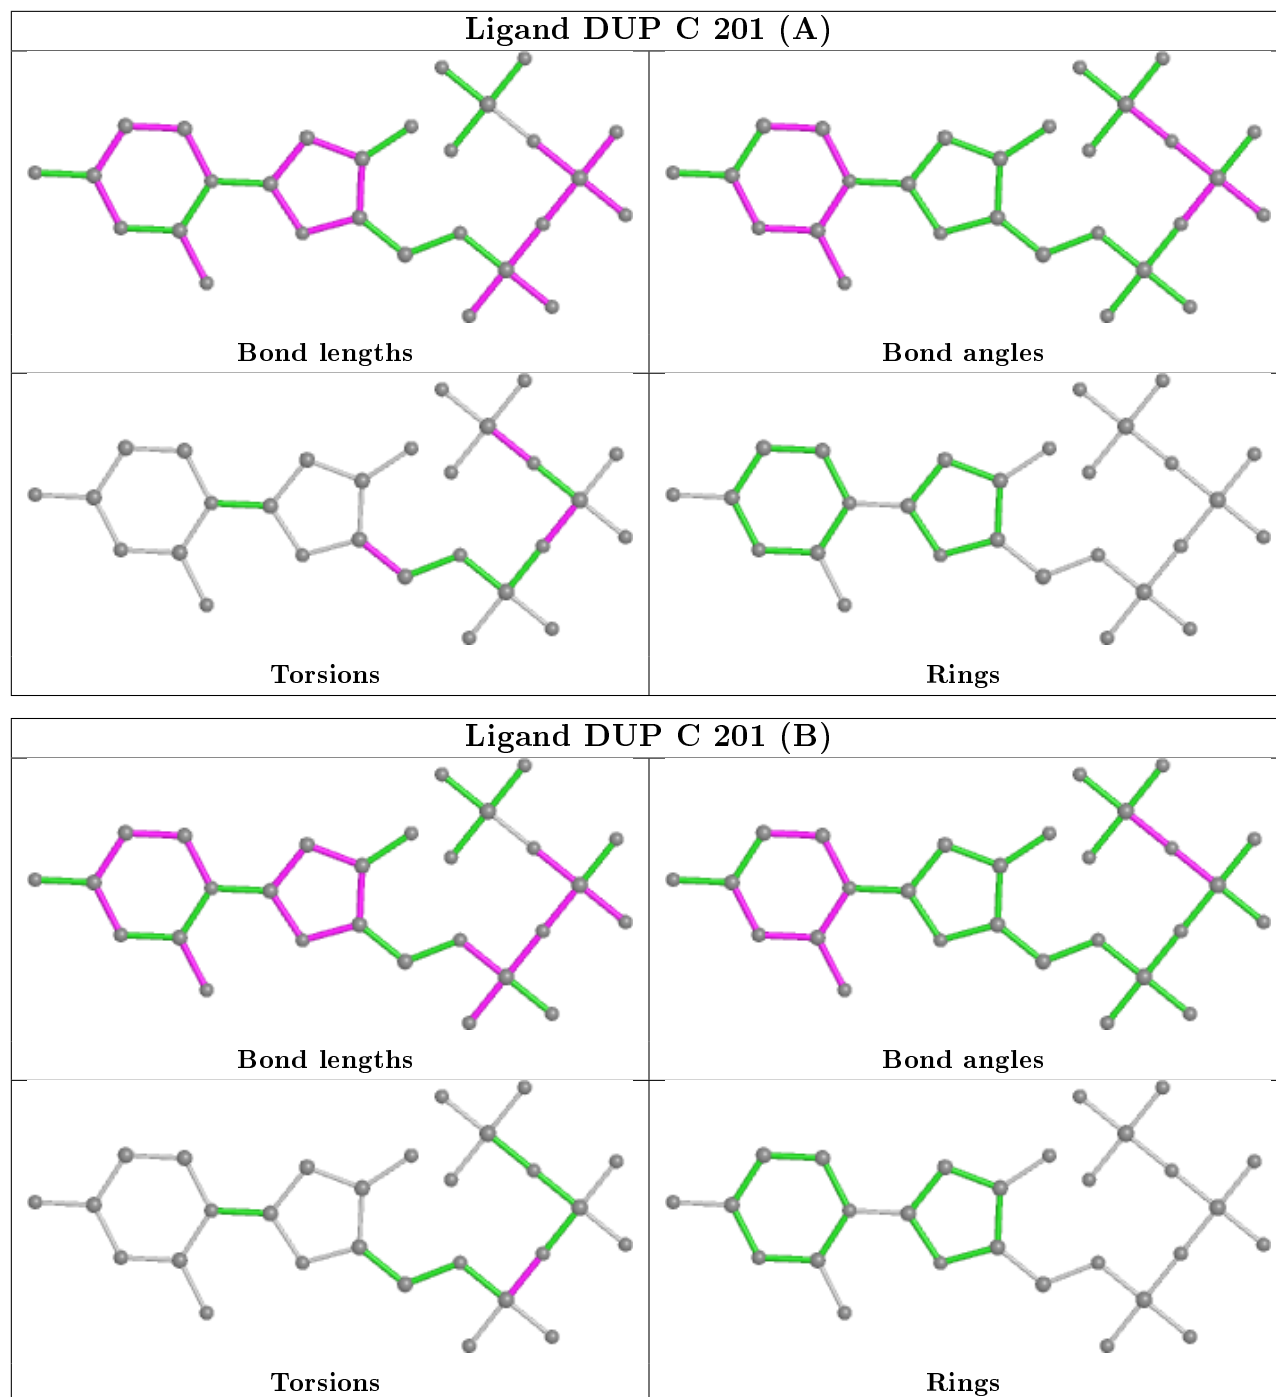 Ligand DUP C 201 (A)
Bond lengths
Bond angles
Torsions
Rings
Ligand DUP C 201 (B)
Bond lengths
Bond angles
Torsions
Rings